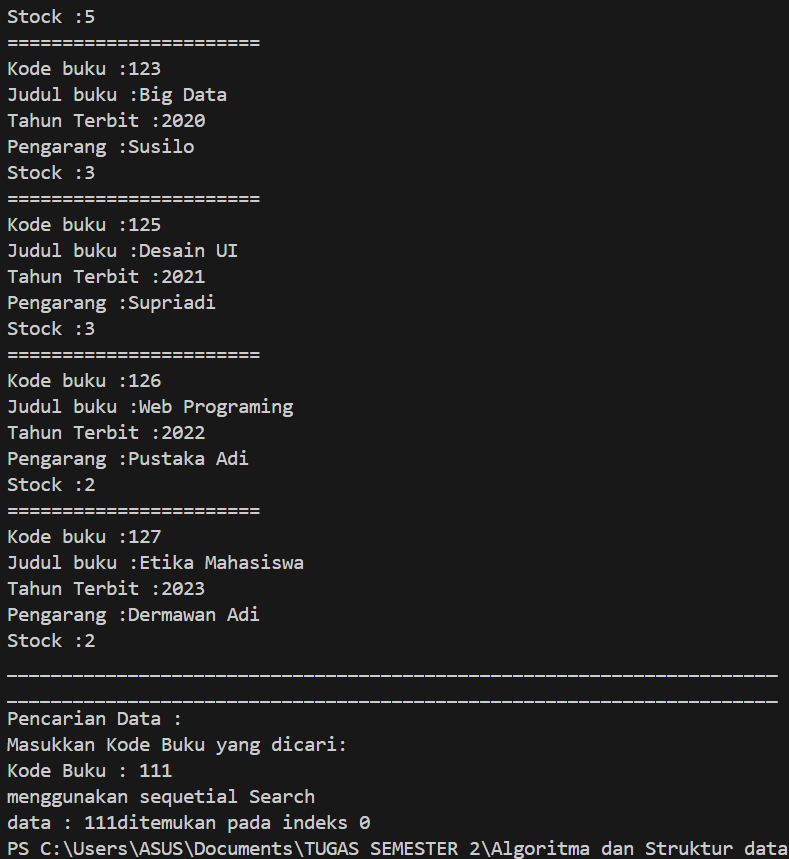 Stock :5
=======================
Kode buku :123
Judul buku :Big Data
Tahun Terbit :2020
Pengarang :Susilo
Stock :3
=======================
Kode buku :125
Judul buku :Desain UI
Tahun Terbit :2021
Pengarang :Supriadi
Stock :3
=======================
Kode buku :126
Judul buku :Web Programing
Tahun Terbit :2022
Pengarang :Pustaka Adi
Stock :2
=======================
Kode buku :127
Judul buku :Etika Mahasiswa
Tahun Terbit :2023
Pengarang :Dermawan Adi
Stock :2
______________________________________________________________________
______________________________________________________________________
Pencarian Data :
Masukkan Kode Buku yang dicari:
Kode Buku : 111
menggunakan sequetial Search
data : 111ditemukan pada indeks 0
PS C:\Users\ASUS\Documents\TUGAS SEMESTER 2\Algoritma dan Struktur data